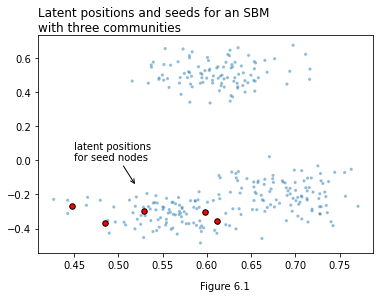 Latent positions and seeds for an SBM
with three communities
0.6
0.4
0.2
0.0
−0.2
−0.4
latent positions
for seed nodes
0.45
0.50
0.55
0.60
0.65
0.70
0.75
Figure 6.1